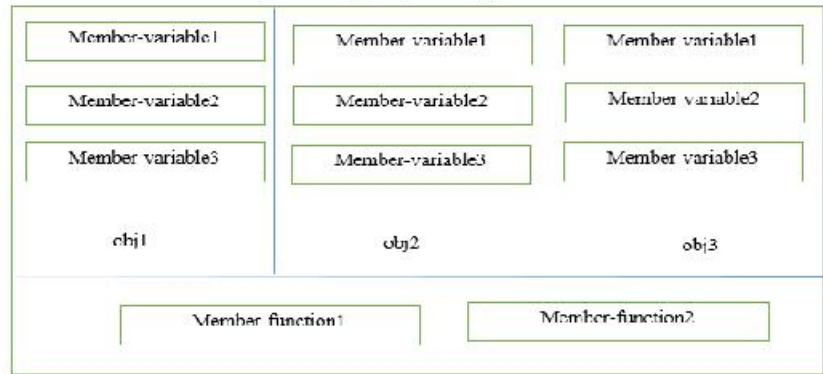 Member-variable1
Member variable1
Member variable1
Member-variable2
Member-variable2
Member variable2
Member variable3
Member-variable3
Member variable3
obj1
obj2
obj3
Member function1
Member-function2